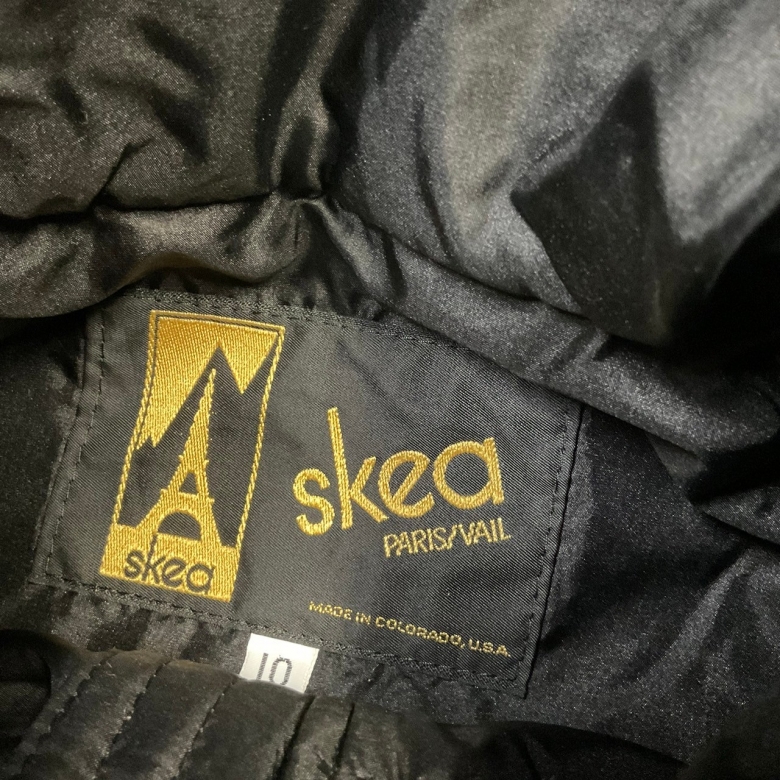 skea
skea
PARIS/VAIL
MADE IN COLORADO, U.S.A.
10